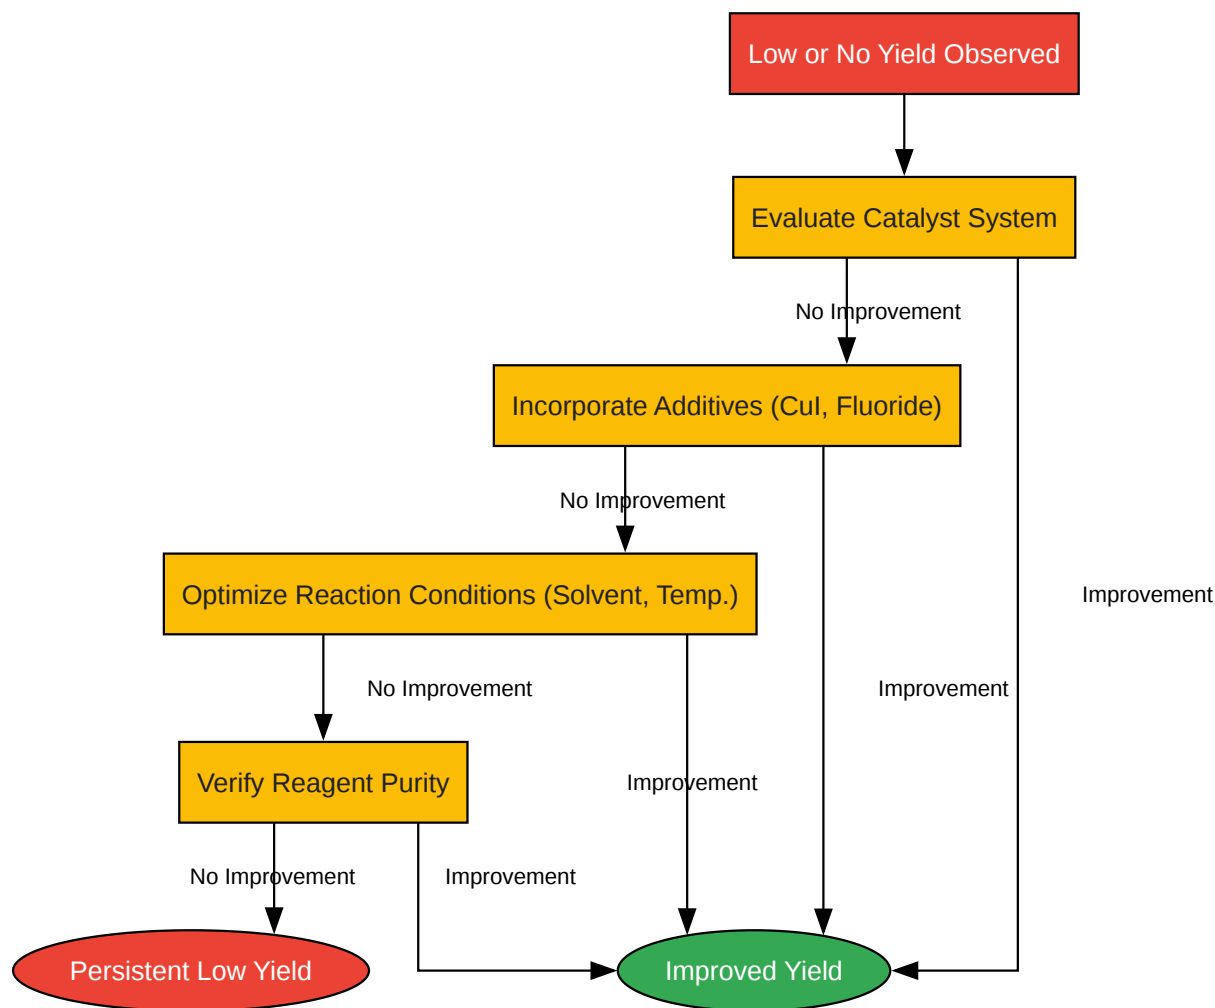 Low or No Yield Observed
Evaluate Catalyst System
No Improvement
Incorporate Additives (CuI, Fluoride)
No Improvement
Optimize Reaction Conditions (Solvent, Temp.)
Improvement
No Improvement
Improvement
Verify Reagent Purity
Improvement
No Improvement
Improvement
Persistent Low Yield
Improved Yield